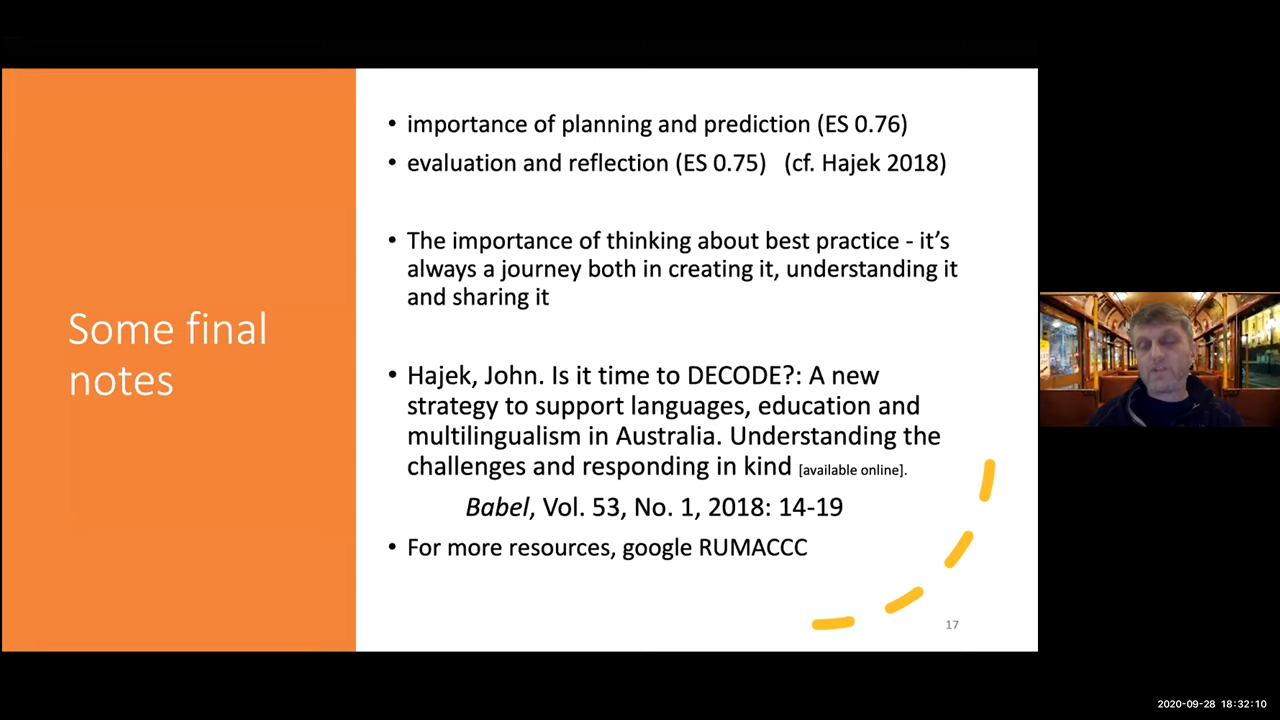 Some final
notes
• importance of planning and prediction (ES 0.76)
• evaluation and reflection (ES 0.75) (cf. Hajek 2018)
• The importance of thinking about best practice - it’s
always a journey both in creating it, understanding it
and sharing it
• Hajek, John. Is it time to DECODE?: A new
strategy to support languages, education and
multilingualism in Australia. Understanding the
challenges and responding in kind [available online].
Babel, Vol. 53, No. 1, 2018: 14-19
• For more resources, google RUMACCC
17
2020-09-28 18:32:10